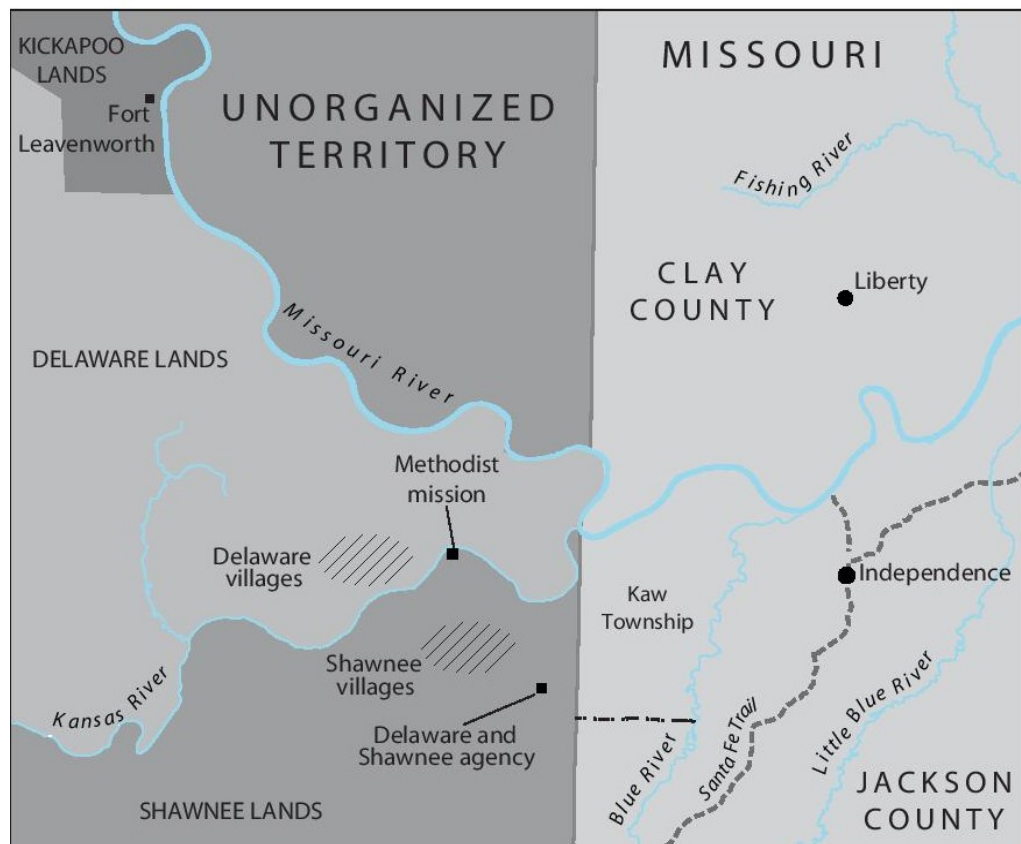 KICKAPOO
LANDS
Fort
Leavenworth
UNORGANIZED
TERRITORY
MISSOURI
Fishing River
CLAY
COUNTY
Liberty
Missouri River
DELAWARE LANDS
Methodist
mission
Delaware
villages
Independence
Kaw
Township
Shawnee
villages
Kansas River
Delaware and
Shawnee agency
Blue River
Santa Fe Trail
Little Blue River
SHAWNEE LANDS
JACKSON
COUNTY